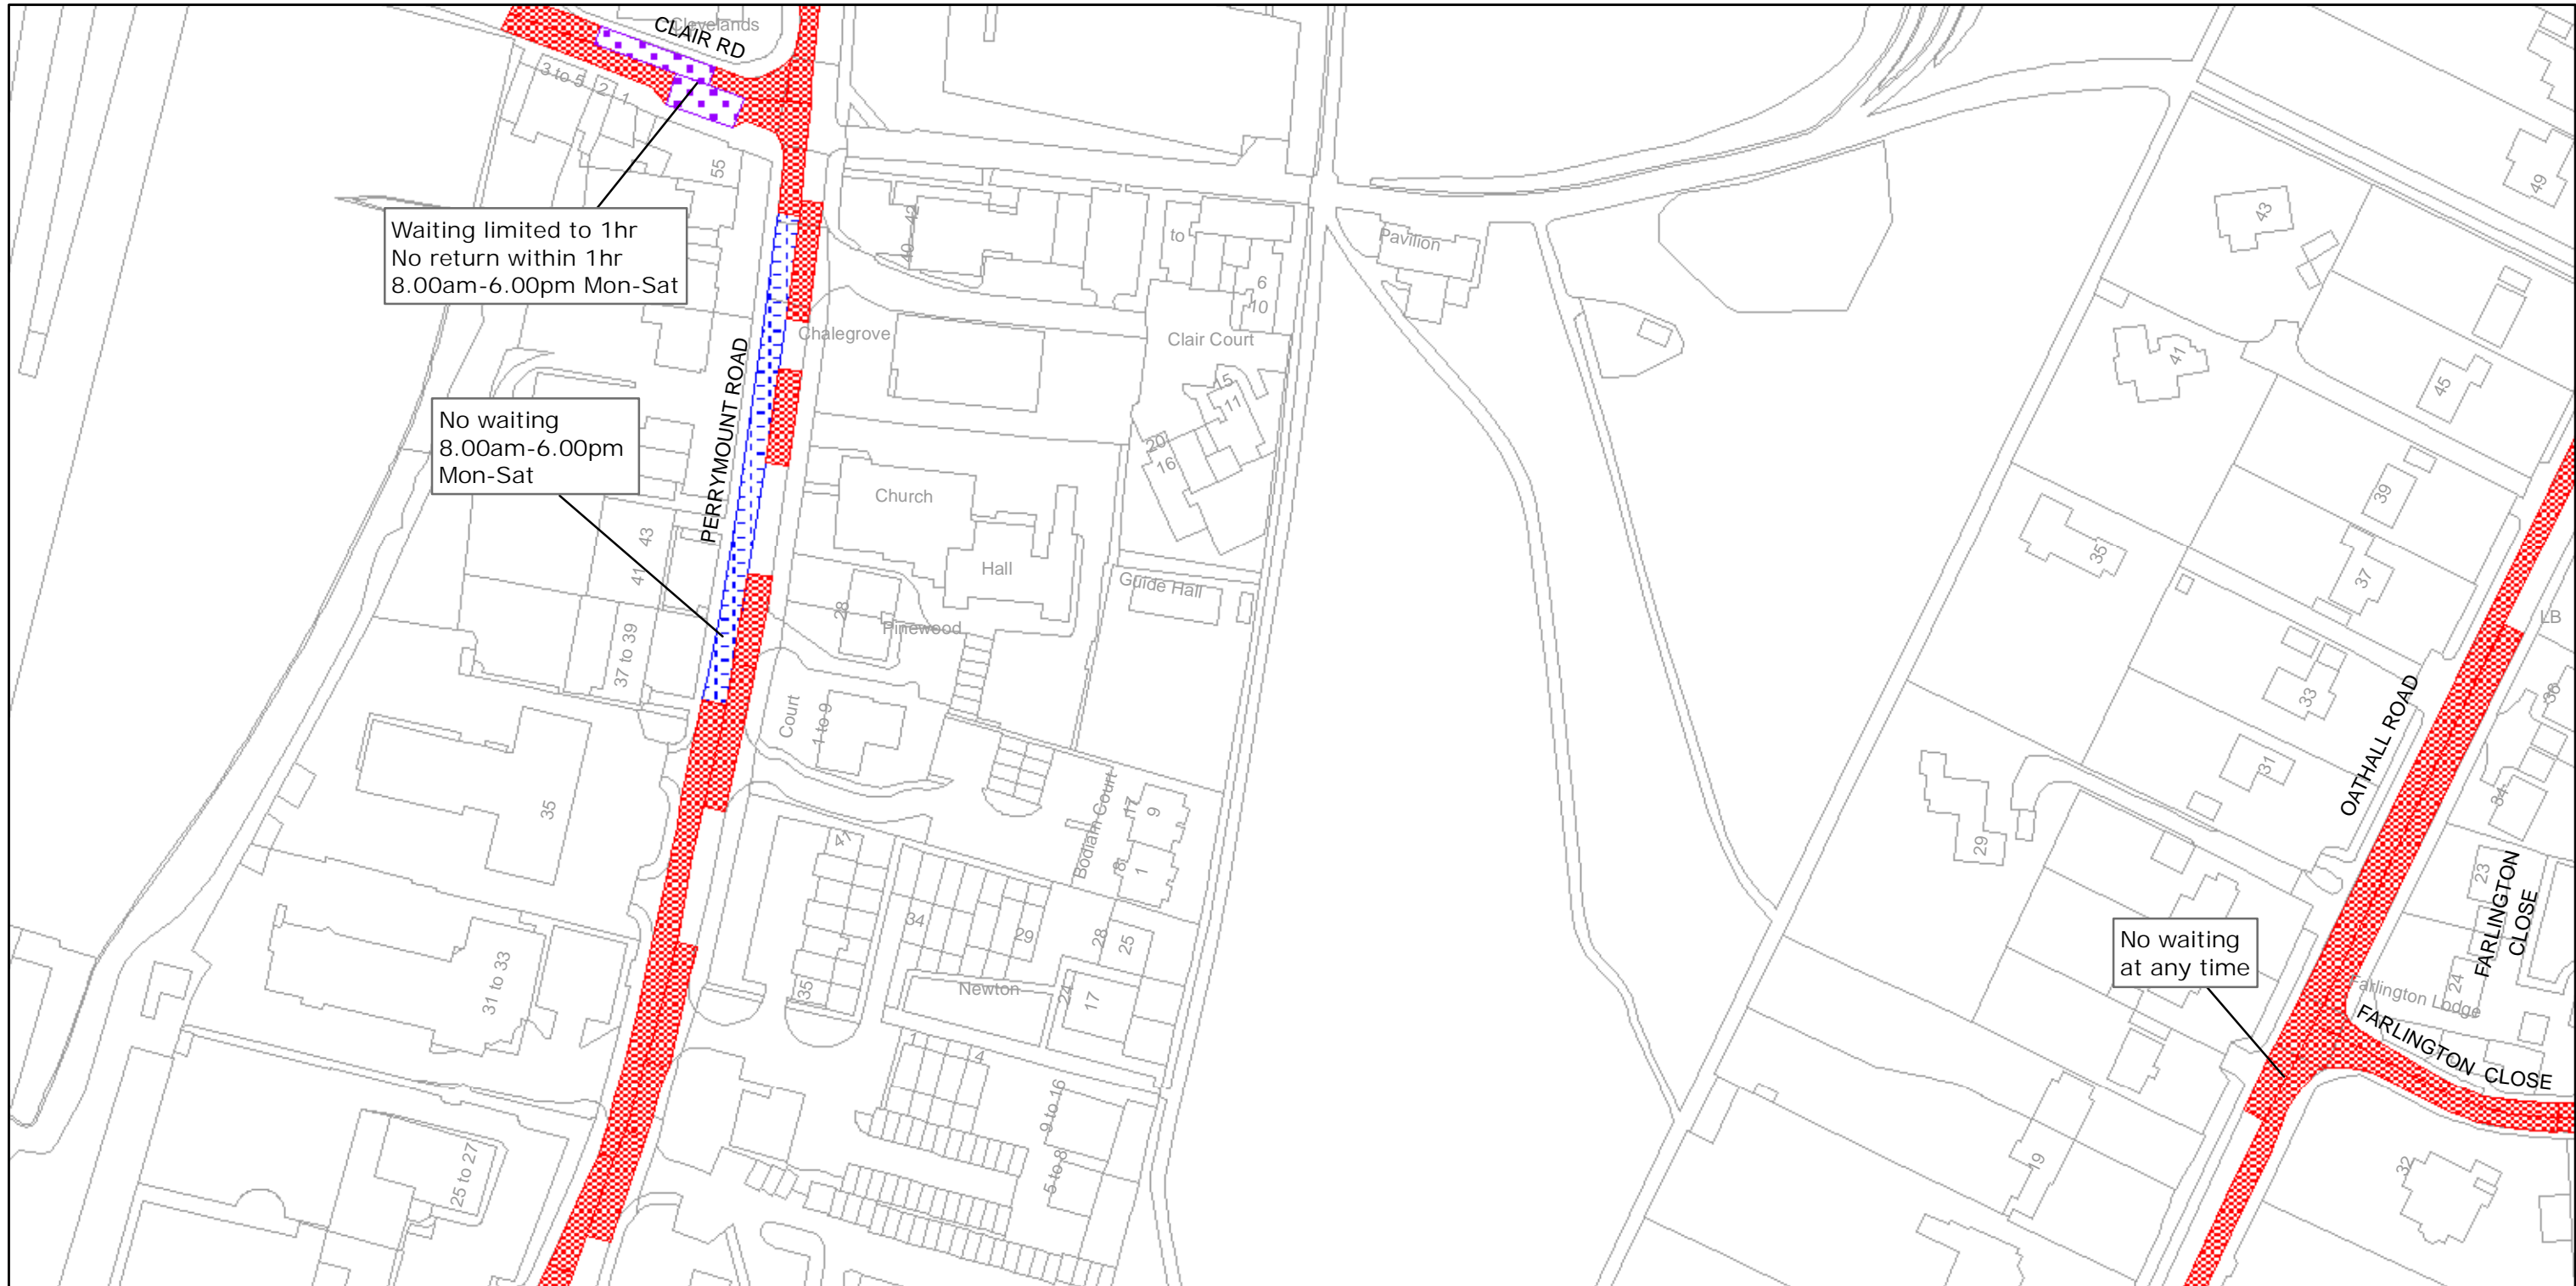 Clevelands
CLAIR RD
3 to 5
2
1
55
Waiting limited to 1hr
No return within 1hr
8.00am-6.00pm Mon-Sat
42
40
to
6
10
Pavilion
49
43
Chalegrove
Clair Court
41
45
PERRYMOUNT ROAD
No waiting
8.00am-6.00pm
Mon-Sat
15
11
20
16
Church
39
43
41
Hall
Guide Hall
35
37
28
Pinewood
LB
37 to 39
33
36
Court
1 to 9
OATHALL ROAD
31
34
35
Bodiam Court
17
9
8
1
47
29
23
FARLINGTON
CLOSE
34
29
28
25
No waiting
at any time
31 to 33
35
Newton
24
17
24
Farlington Lodge
FARLINGTON CLOSE
1
4
9 to 16
5 to 8
25 to 27
19
32